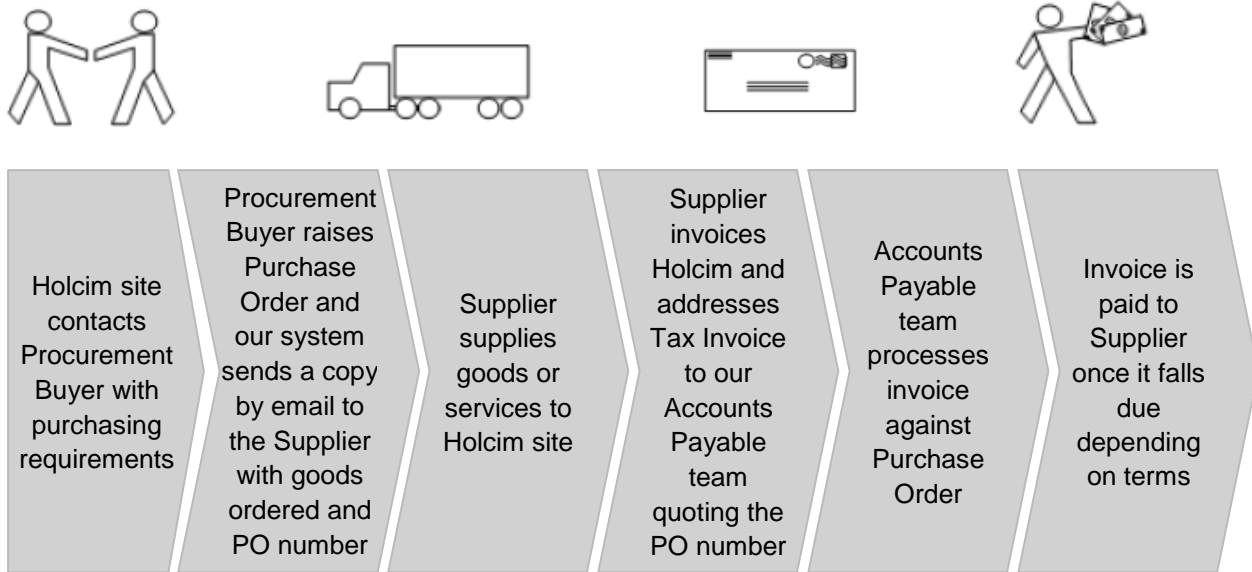 Holcim site
contacts
Procurement
Buyer with
purchasing
requirements
Procurement
Buyer raises
Purchase
Order and
our system
sends a copy
by email to
the Supplier
with goods
ordered and
PO number
Supplier
supplies
goods or
services to
Holcim site
Supplier
invoices
Holcim and
addresses
Tax Invoice
to our
Accounts
Payable
team
quoting the
PO number
Accounts
Payable
team
processes
invoice
against
Purchase
Order
Invoice is
paid to
Supplier
once it falls
due
depending
on terms